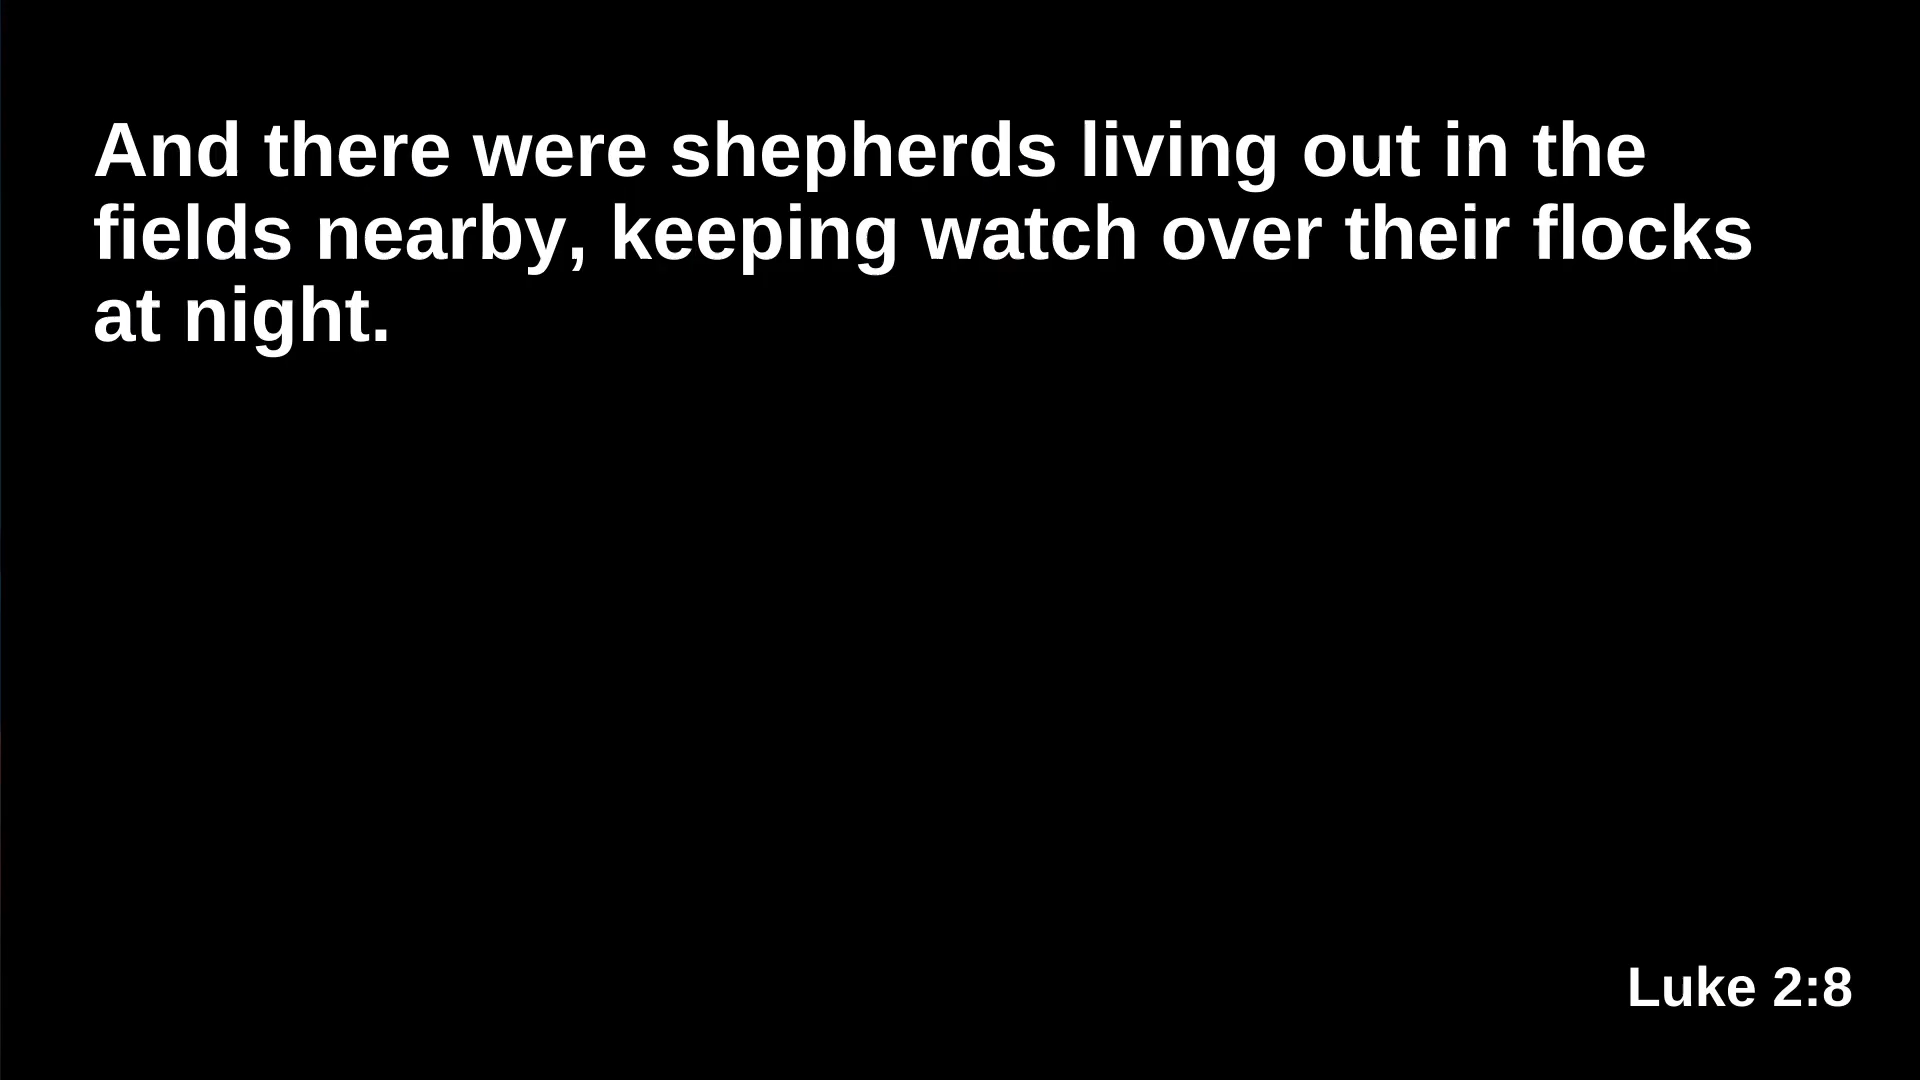 And there were shepherds living out in the
fields nearby, keeping watch over their flocks
at night.
Luke 2:8